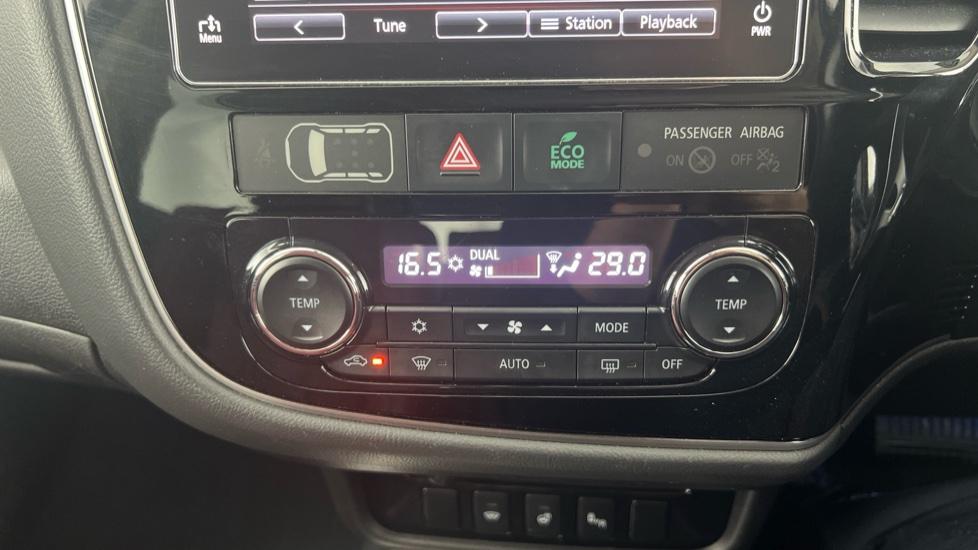 Menu < Tune > Station Playback PWR
ECO
MODE
PASSENGER AIRBAG
ON OFF 2
DUAL
16.5 29.0
TEMP MODE TEMP
AUTO OFF